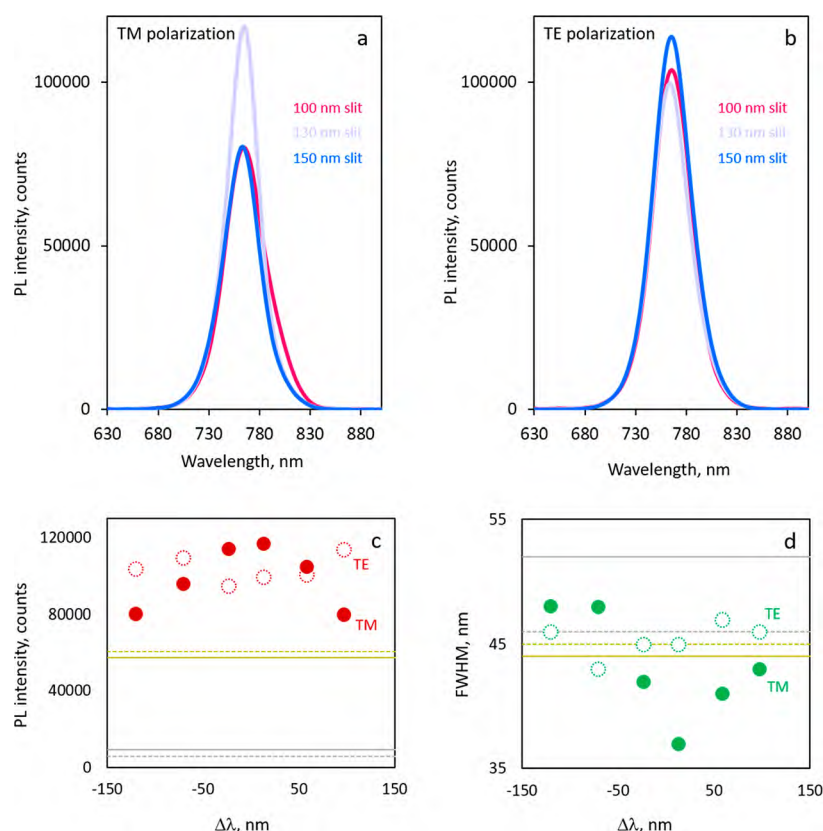 TM polarization
a
100000
50000
0
100 nm slit
130 nm slit
150 nm slit
PL intensity, counts
630 680 730 780 830 880
Wavelength, nm
TE polarization
b
100000
50000
0
100 nm slit
130 nm slit
150 nm slit
PL intensity, counts
630 680 730 780 830 880
Wavelength, nm
c
120000
80000
40000
0
TE
TM
PL intensity, counts
-150 -50 50 150
Δλ, nm
d
55
45
35
TE
TM
FWHM, nm
-150 -50 50 150
Δλ, nm